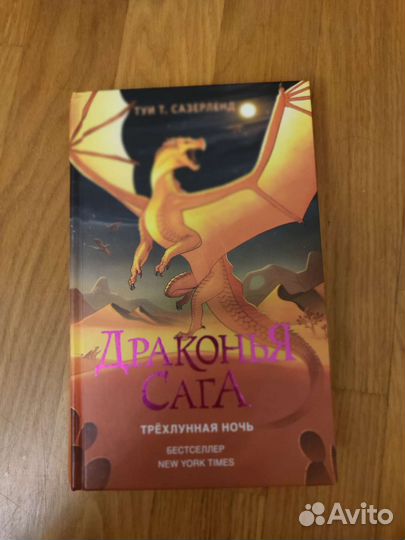 ТУИ Т. САЗЕРЛЕНД
ДРАКОНЬЯ
САГА
ТРЁХЛУННАЯ НОЧЬ
БЕСТСЕЛЛЕР
NEW YORK TIMES
Avito